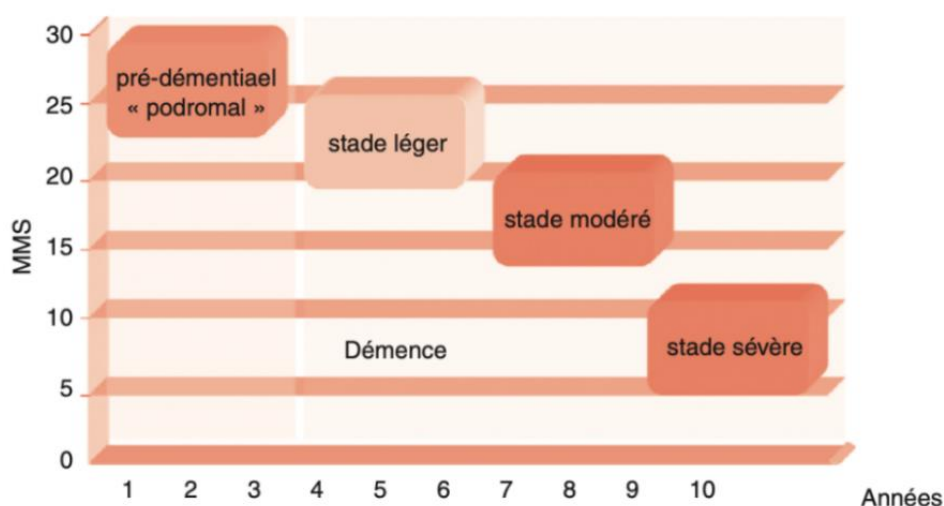 30
pré-démentiael
« podromal »
25
stade léger
20
stade modéré
15
MMS
10
Démence
stade sévère
5
0
1 2 3 4 5 6 7 8 9 10
Années